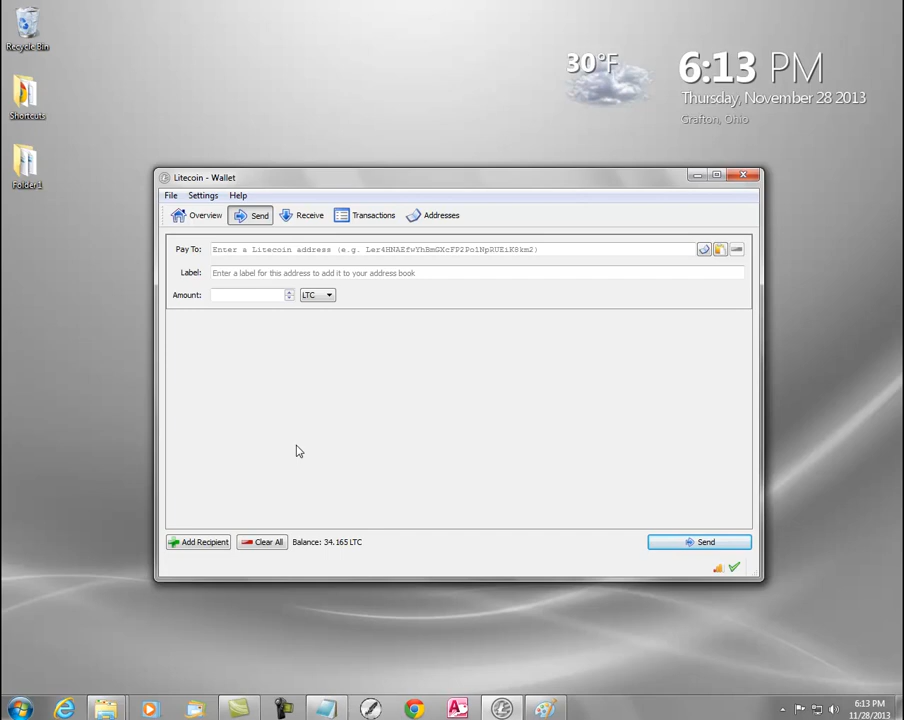 Recycle Bin
Shortcuts
Folder1
30°F
6:13 PM
Thursday, November 28 2013
Grafton, Ohio
Litecoin - Wallet
File Settings Help
Overview Send Receive Transactions Addresses
Pay To: Enter a Litecoin address (e.g. Ler4HNAEfwYhBmGXcFP2Po1NpRUEiK8km2)
Label: Enter a label for this address to add it to your address book
Amount: LTC
Add Recipient Clear All Balance: 34.165 LTC Send
6:13 PM
11/28/2013